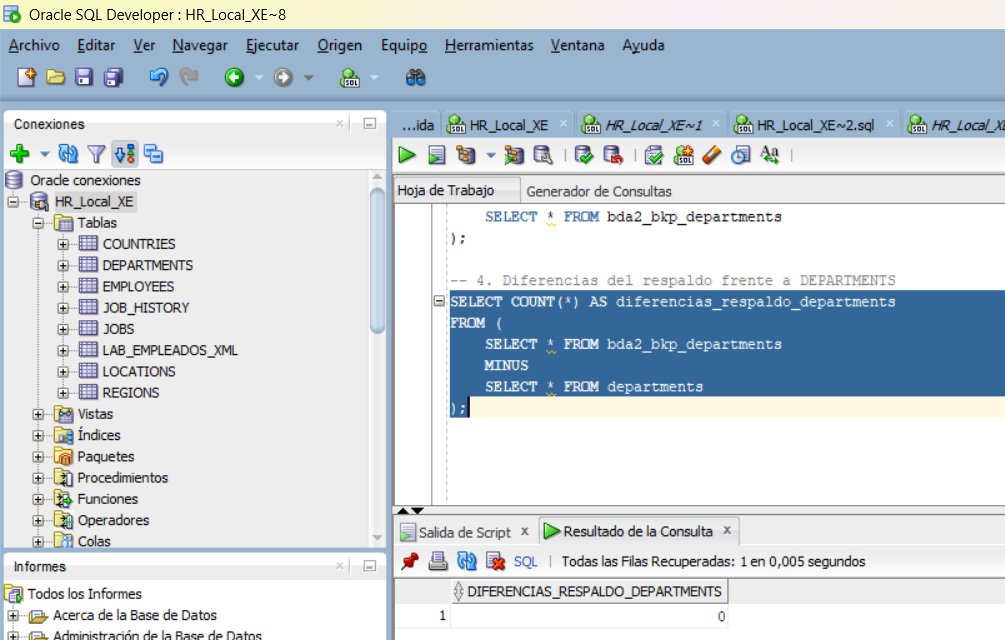 Oracle SQL Developer : HR_Local_XE~8
Archivo Editar Ver Navegar Ejecutar Origen Equipo Herramientas Ventana Ayuda
Conexiones
Oracle conexiones
HR_Local_XE
Tablas
COUNTRIES
DEPARTMENTS
EMPLOYEES
JOB_HISTORY
JOBS
LAB_EMPLEADOS_XML
LOCATIONS
REGIONS
Vistas
Índices
Paquetes
Procedimientos
Funciones
Operadores
Colas
Informes
Todos los Informes
Acerca de la Base de Datos
Administración de la Base de Datos
...ida HR_Local_XE HR_Local_XE~1 HR_Local_XE~2.sql HR_Local_XE
Hoja de Trabajo Generador de Consultas
SELECT * FROM bda2_bkp_departments
);
-- 4. Diferencias del respaldo frente a DEPARTMENTS
SELECT COUNT(*) AS diferencias_respaldo_departments
FROM (
SELECT * FROM bda2_bkp_departments
MINUS
SELECT * FROM departments
);
Salida de Script x Resultado de la Consulta x
SQL | Todas las Filas Recuperadas: 1 en 0,005 segundos
DIFERENCIAS_RESPALDO_DEPARTMENTS
1 0